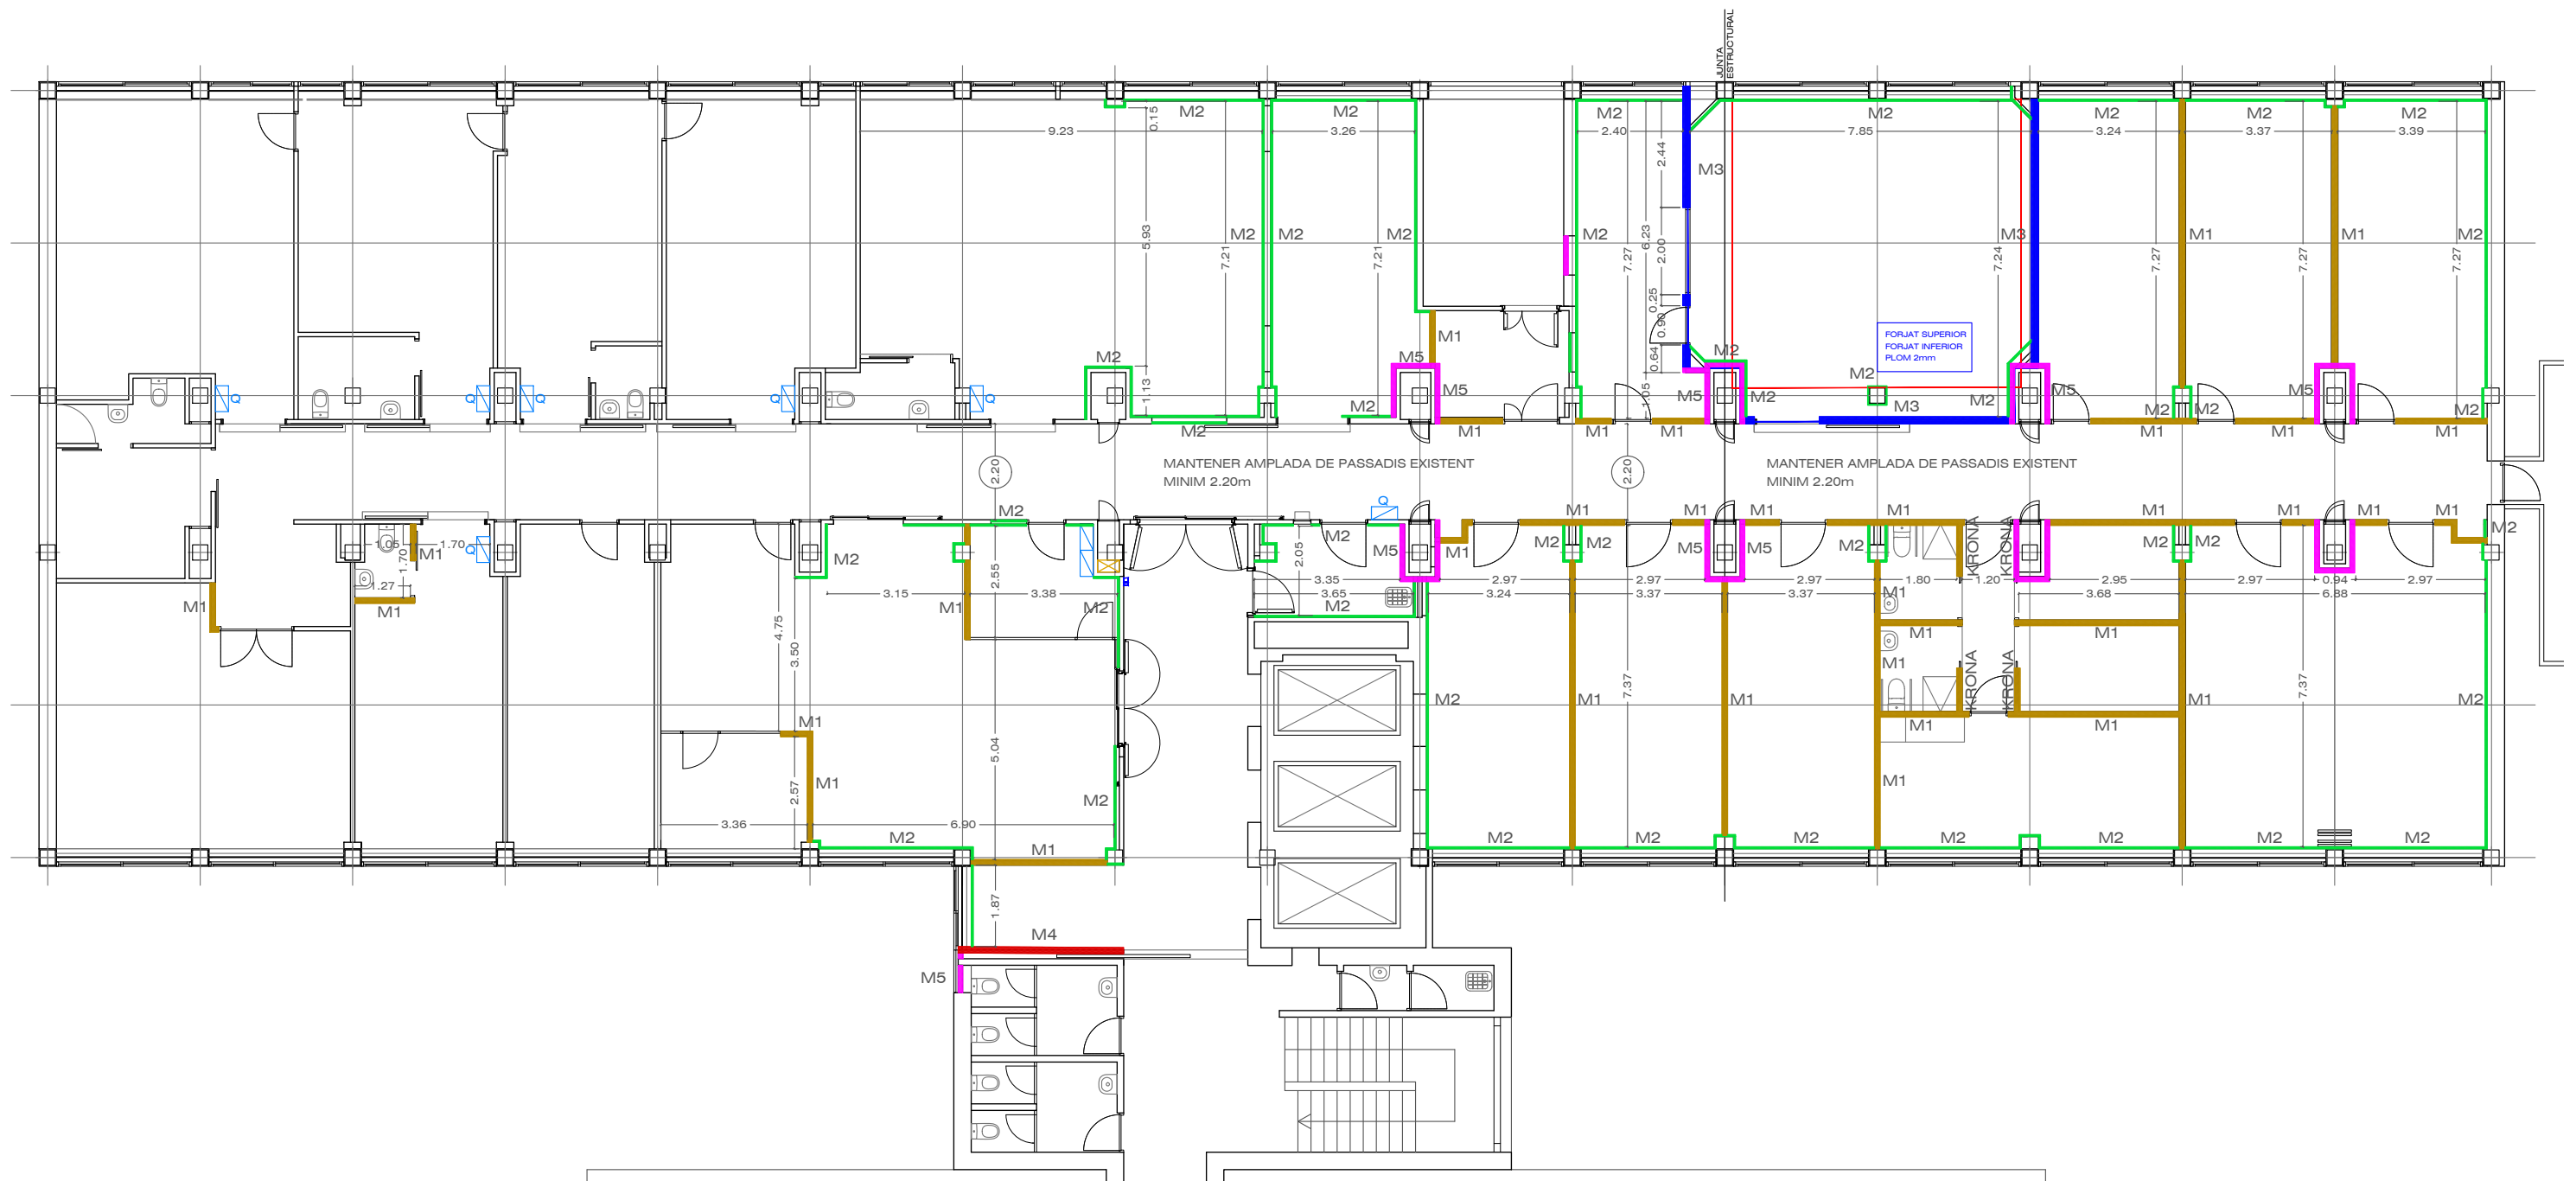 JUNTA
ESTRUCTURAL
M2
M2
M2
M2
M2
M2
M2
0.15
9.23
3.26
2.40
2.44
7.85
3.24
3.37
3.39
M3
5.93
7.21
M2
M2
7.21
M2
M2
7.27
6.23
2.00
7.24
M3
7.27
M1
7.27
M1
7.27
M2
0.25
0.90
0.64
1.05
FORJAT SUPERIOR
FORJAT INFERIOR
PLOM 2mm
M1
M2
M5
M2
M2
Q
Q
Q
Q
Q
1.13
M5
M5
M2
M2
M5
M5
M2
M2
M3
M2
M2
M2
M2
M1
M1
M1
M1
M1
M1
2.20
MANTENER AMPLADA DE PASSADIS EXISTENT
MINIM 2.20m
2.20
MANTENER AMPLADA DE PASSADIS EXISTENT
MINIM 2.20m
Q
M2
M1
M1
M1
M1
M1
M1
M1
M1
M2
1.05
1.70
M1
1.70
Q
M2
2.55
2.05
M2
M5
M1
M2
M2
M5
M5
M2
KRONA
KRONA
M2
M2
1.27
M1
M1
3.15
M1
3.38
M2
3.35
3.65
M2
2.97
3.24
2.97
3.37
2.97
3.37
1.80
1.20
2.95
3.68
2.97
0.94
2.97
6.88
M1
4.75
3.50
M1
M1
M1
KRONA
KRONA
M2
M1
7.37
M1
M1
7.37
M2
M1
M1
M1
5.04
M1
2.57
M2
M1
3.36
6.90
M2
M1
M2
M2
M2
M2
M2
M2
M2
1.87
M4
M5